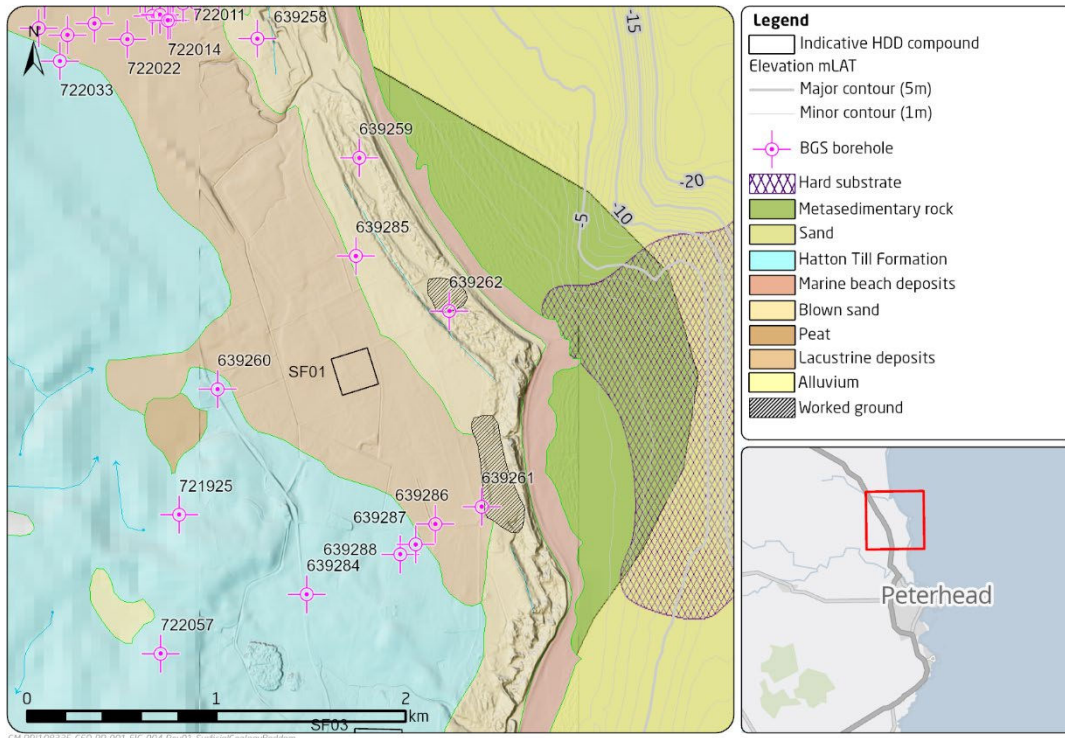 722011
639258
N
722014
722022
722033
-15
639259
-20
-10
-5
639285
639262
639260
SF01
639261
639286
721925
639287
639288
639284
722057
0
1
2
km
SF03
Legend
Indicative HDD compound
Elevation mLAT
Major contour (5m)
Minor contour (1m)
BGS borehole
Hard substrate
Metasedimentary rock
Sand
Hatton Till Formation
Marine beach deposits
Blown sand
Peat
Lacustrine deposits
Alluvium
Worked ground
Peterhead